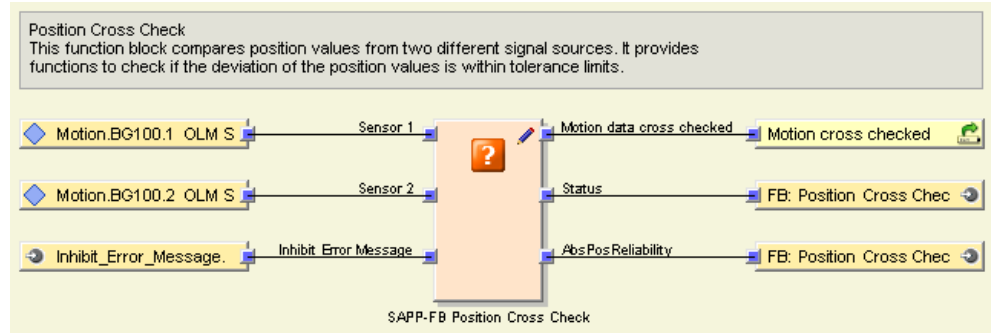 Position Cross Check
This function block compares position values from two different signal sources. It provides
functions to check if the deviation of the position values is within tolerance limits.
Motion.BG100.1 OLM S
Sensor 1
Motion data cross checked
Motion cross checked
?
Motion.BG100.2 OLM S
Sensor 2
Status
FB: Position Cross Chec
Inhibit_Error_Message.
Inhibit Error Message
AbsPosReliability
FB: Position Cross Chec
SAPP-FB Position Cross Check